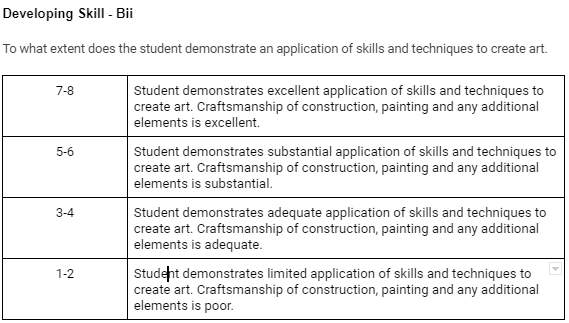 Developing Skill - Bii
To what extent does the student demonstrate an application of skills and techniques to create art.
7-8
Student demonstrates excellent application of skills and techniques to
create art. Craftsmanship of construction, painting and any additional
elements is excellent.
5-6
Student demonstrates substantial application of skills and techniques to
create art. Craftsmanship of construction, painting and any additional
elements is substantial.
3-4
Student demonstrates adequate application of skills and techniques to
create art. Craftsmanship of construction, painting and any additional
elements is adequate.
1-2
Student demonstrates limited application of skills and techniques to
create art. Craftsmanship of construction, painting and any additional
elements is poor.